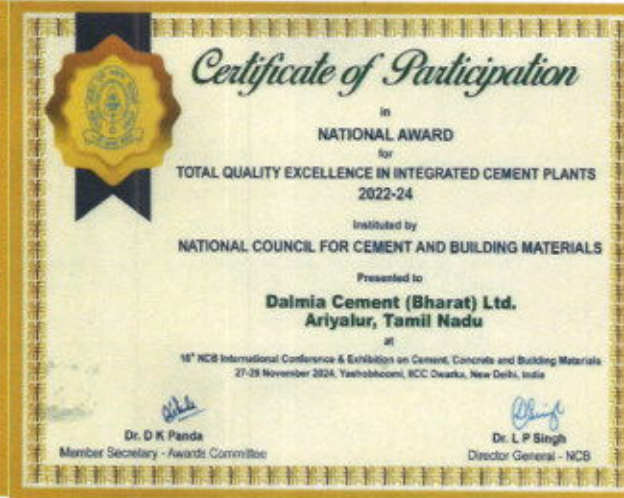 Certificate of Participation
in
NATIONAL AWARD
for
TOTAL QUALITY EXCELLENCE IN INTEGRATED CEMENT PLANTS
2022-24
Instituted by
NATIONAL COUNCIL FOR CEMENT AND BUILDING MATERIALS
Presented to
Dalmia Cement (Bharat) Ltd.
Ariyalur, Tamil Nadu
at
NCB International Conference & Exhibition on Cement, Concrete and Building Materials
27-29 November 2024, Yashobhoomi, IICC Dwarka, New Delhi, India
Dr. D K Panda
Member Secretary - Awards Committee
Dr. L P Singh
Director General - NCB